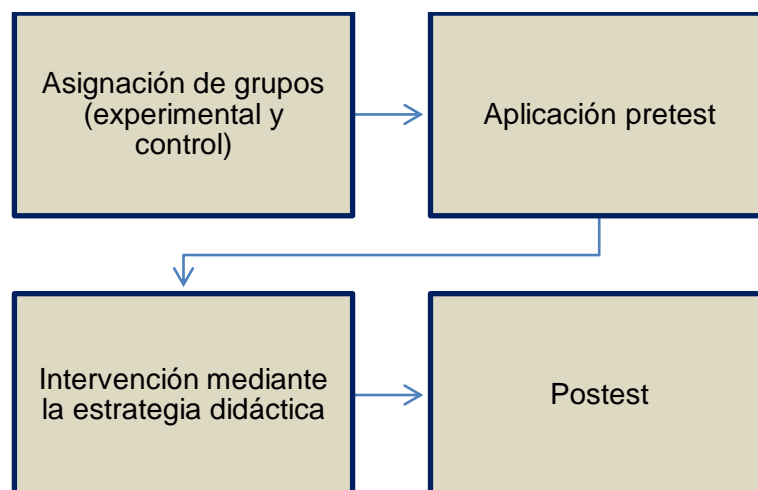 Asignación de grupos
(experimental y
control)
Aplicación pretest
Intervención mediante
la estrategia didáctica
Postest